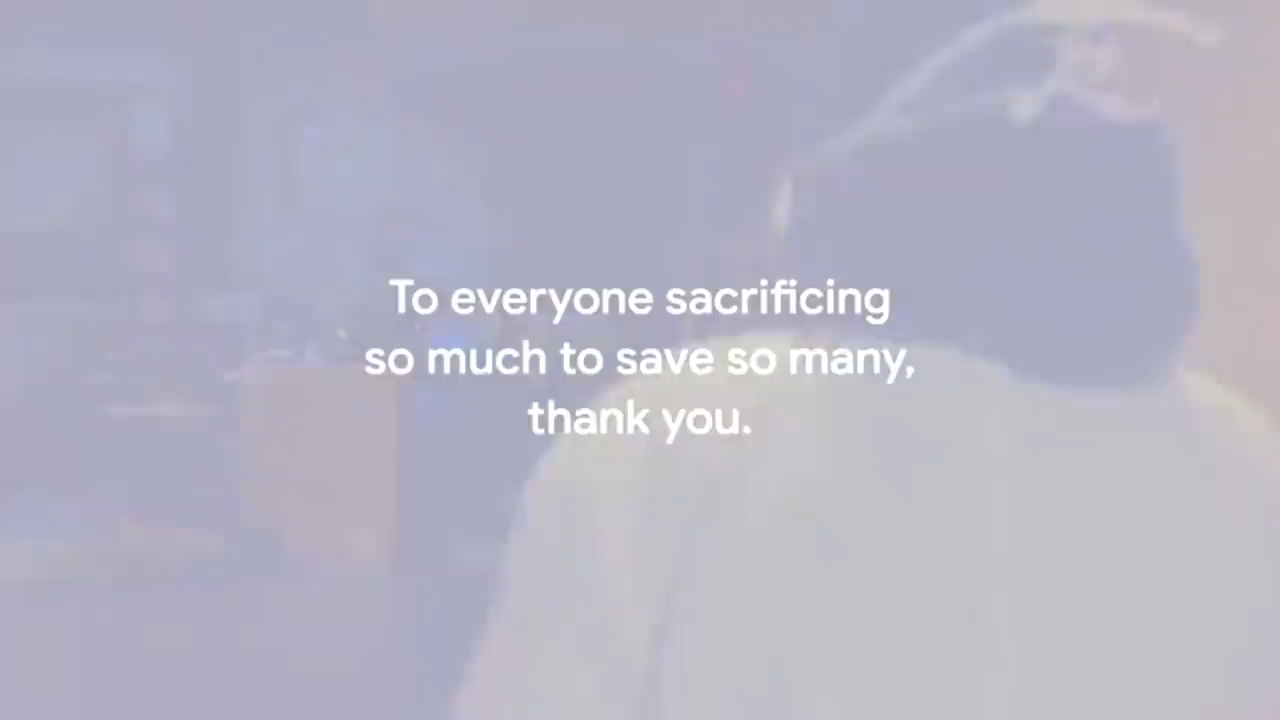 To everyone sacrificing
so much to save so many,
thank you.